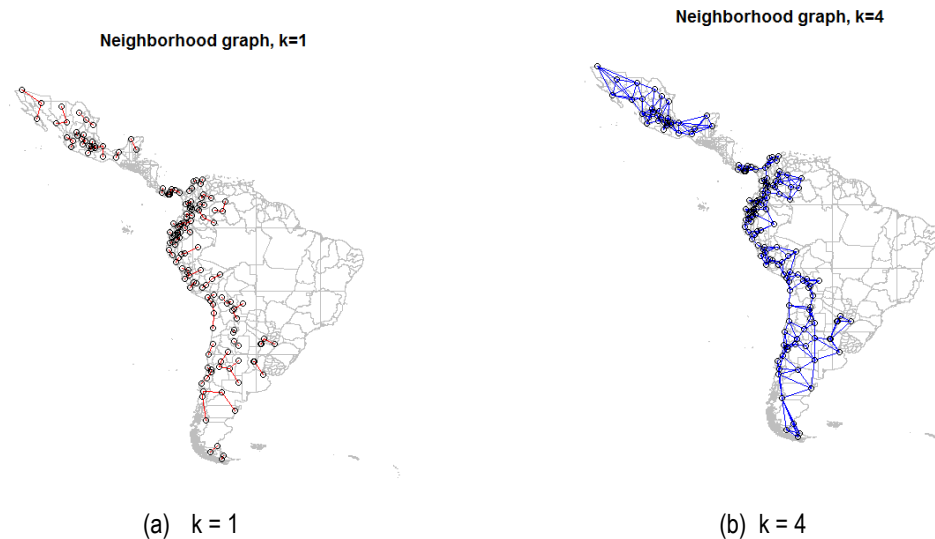 Neighborhood graph, k=1
Neighborhood graph, k=4
(a) k = 1
(b) k = 4